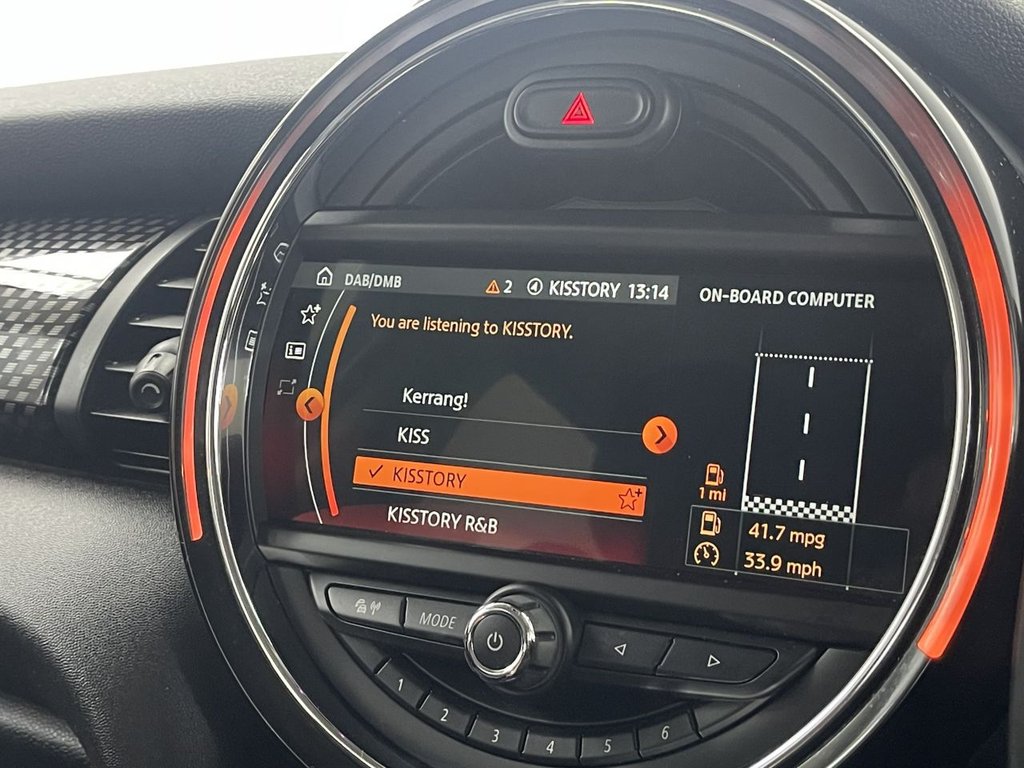 DAB/DMB
2 4 KISSTORY 13:14
ON-BOARD COMPUTER
You are listening to KISSTORY.
Kerrang!
KISS
KISSTORY
KISSTORY R&B
1 mi
41.7 mpg
33.9 mph
MODE
1 2 3 4 5 6